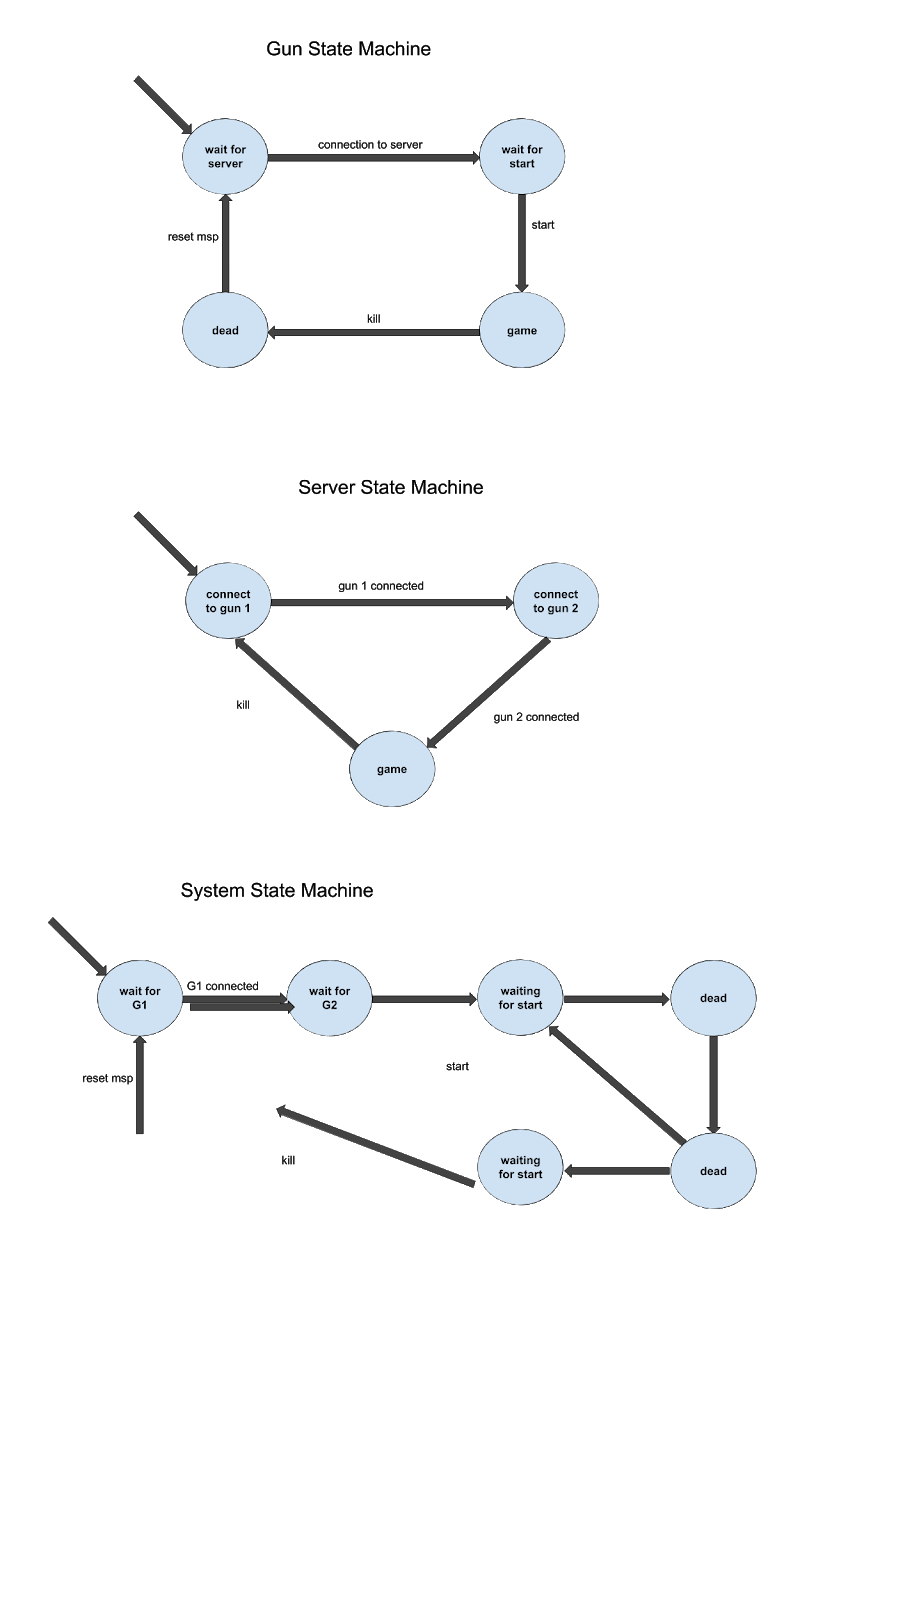 Gun State Machine
wait for
server
connection to server
wait for
start
reset msp
start
dead
kill
game
Server State Machine
connect
to gun 1
gun 1 connected
connect
to gun 2
kill
gun 2 connected
game
System State Machine
wait for
G1
G1 connected
wait for
G2
waiting
for start
dead
reset msp
start
kill
waiting
for start
dead